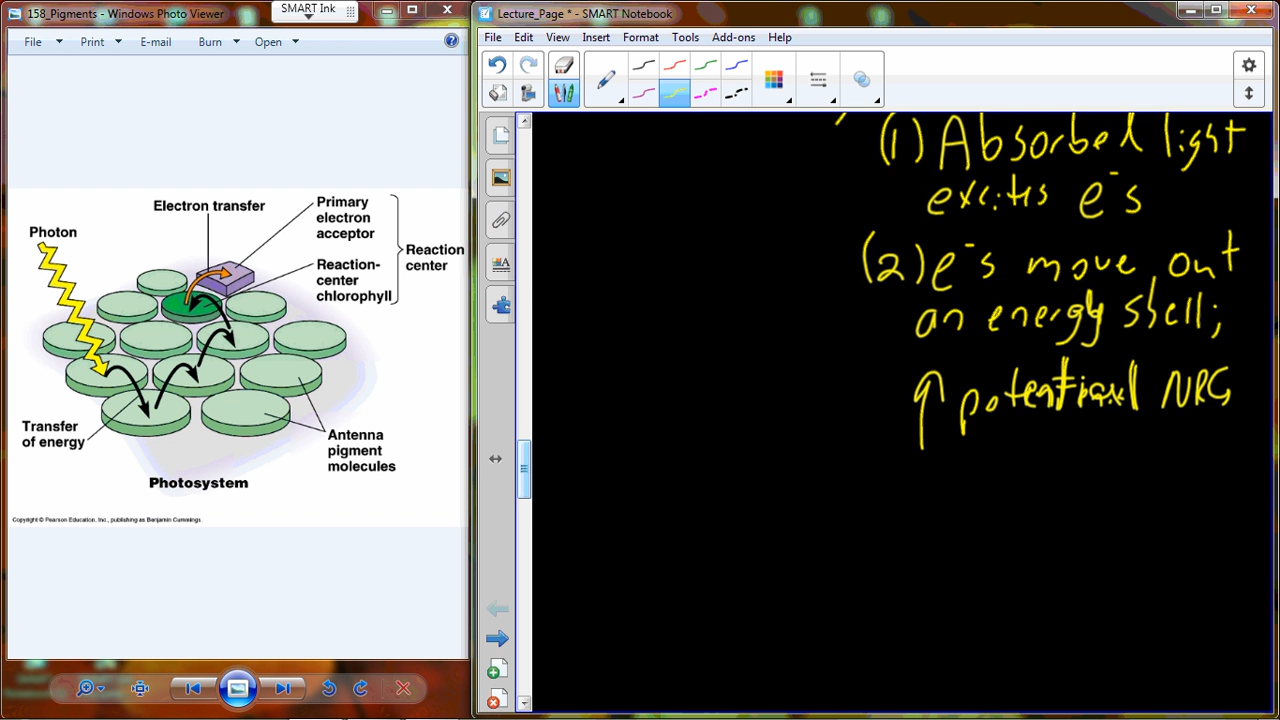 158_Pigments - Windows Photo Viewer
SMART Ink
File Print E-mail Burn Open
Electron transfer
Primary
electron
acceptor
Photon
Reaction
center
Reaction-
center
chlorophyll
Transfer
of energy
Antenna
pigment
molecules
Photosystem
Copyright © Pearson Education, Inc., publishing as Benjamin Cummings.
Lecture_Page * - SMART Notebook
File Edit View Insert Format Tools Add-ons Help
(1) Absorbed light
excites e⁻s
(2) e⁻s move out
an energy shell;
↑ potential NRG